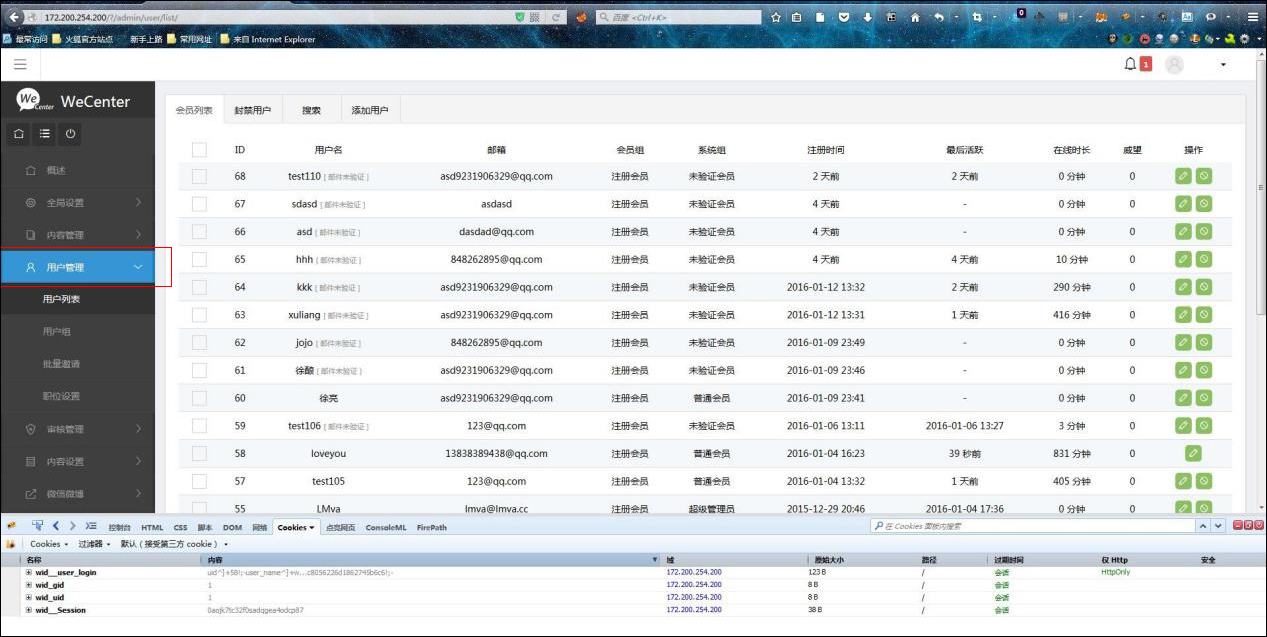 172.200.254.200/?/admin/user/list/
百度 <Ctrl+K>
0
最常访问 火狐官方站点 新手上路 常用网址 来自 Internet Explorer
1
We Center WeCenter
概述
全局设置
内容管理
用户管理
用户列表
用户组
批量邀请
职位设置
审核管理
内容设置
微信微博
会员列表 封禁用户 搜索 添加用户
ID 用户名 邮箱 会员组 系统组 注册时间 最后活跃 在线时长 威望 操作
68 test110 [ 邮件未验证 ] asd9231906329@qq.com 注册会员 未验证会员 2 天前 2 天前 0 分钟 0
67 sdasd [ 邮件未验证 ] asdasd 注册会员 未验证会员 4 天前 - 0 分钟 0
66 asd [ 邮件未验证 ] dasdad@qq.com 注册会员 未验证会员 4 天前 - 0 分钟 0
65 hhh [ 邮件未验证 ] 848262895@qq.com 注册会员 未验证会员 4 天前 4 天前 10 分钟 0
64 kkk [ 邮件未验证 ] asd9231906329@qq.com 注册会员 未验证会员 2016-01-12 13:32 2 天前 290 分钟 0
63 xuliang [ 邮件未验证 ] asd9231906329@qq.com 注册会员 未验证会员 2016-01-12 13:31 1 天前 416 分钟 0
62 jojo [ 邮件未验证 ] 848262895@qq.com 注册会员 未验证会员 2016-01-09 23:49 - 0 分钟 0
61 [ 邮件未验证 ] asd9231906329@qq.com 注册会员 未验证会员 2016-01-09 23:46 - 0 分钟 0
60 徐亮 asd9231906329@qq.com 注册会员 普通会员 2016-01-09 23:41 - 0 分钟 0
59 test106 [ 邮件未验证 ] 123@qq.com 注册会员 未验证会员 2016-01-06 13:11 2016-01-06 13:27 3 分钟 0
58 loveyou 13838389438@qq.com 注册会员 普通会员 2016-01-04 16:23 39 秒前 831 分钟 0
57 test105 123@qq.com 注册会员 普通会员 2016-01-04 13:32 1 天前 405 分钟 0
55 LMva lmva@lmva.cc 注册会员 超级管理员 2015-12-29 20:46 2016-01-04 17:36 0 分钟 0
控制台 HTML CSS 脚本 DOM 网络 Cookies 点亮网页 ConsoleML FirePath 在 Cookies 面板内搜索
Cookies 过滤器 默认（接受第三方 cookie）
名称 内容 域 原始大小 路径 过期时间 仅 Http 安全
wid__user_login 172.200.254.200 123 B / 会话 HttpOnly
wid_gid 1 172.200.254.200 8 B / 会话
wid_uid 1 172.200.254.200 8 B / 会话
wid__Session 172.200.254.200 38 B / 会话